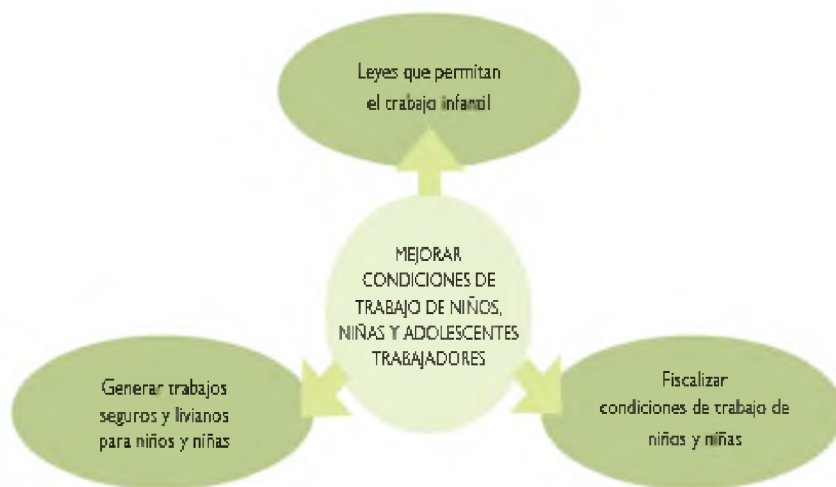 Leyes que permitan
el trabajo infantil
MEJORAR
CONDICIONES DE
TRABAJO DE NIÑOS,
NIÑAS Y ADOLESCENTES
TRABAJADORES
Generar trabajos
seguros y livianos
para niños y niñas
Fiscalizar
condiciones de trabajo de
niños y niñas